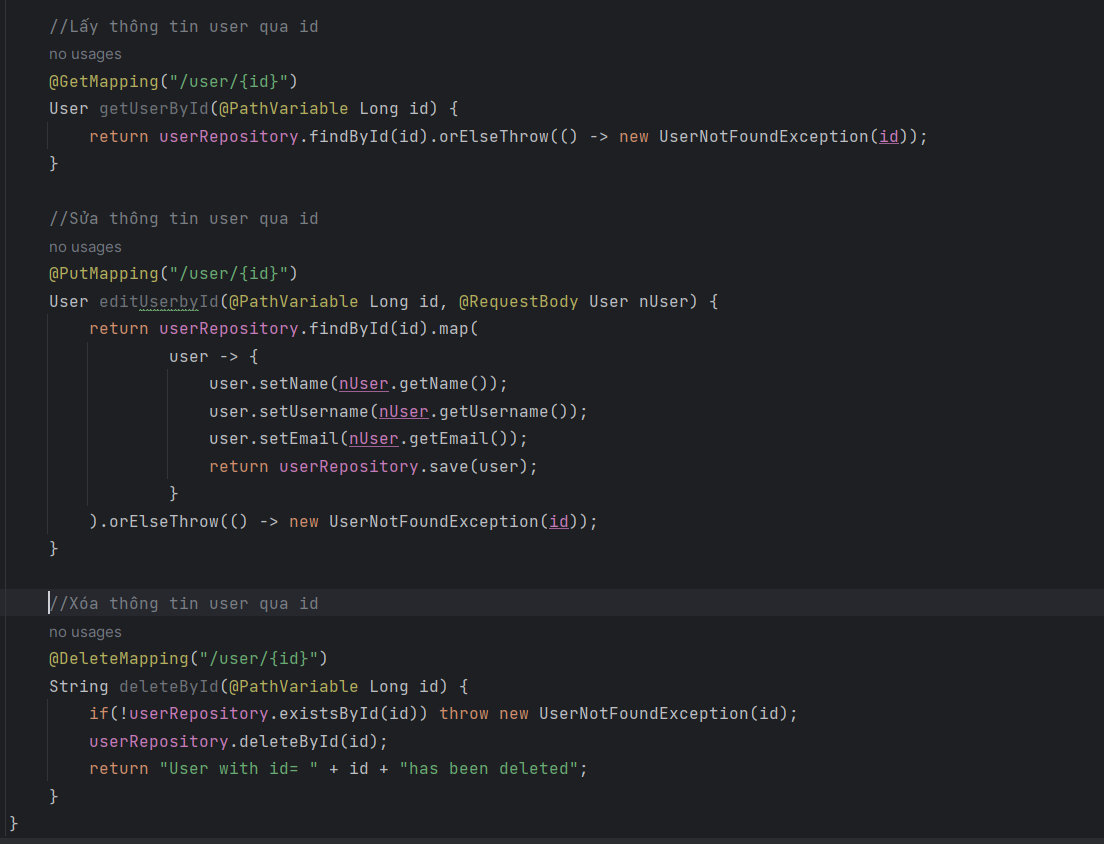 //Lấy thông tin user qua id
no usages
@GetMapping("/user/{id}")
User getUserById(@PathVariable Long id) {
return userRepository.findById(id).orElseThrow(() -> new UserNotFoundException(id));
}
//Sửa thông tin user qua id
no usages
@PutMapping("/user/{id}")
User editUserbyId(@PathVariable Long id, @RequestBody User nUser) {
return userRepository.findById(id).map(
user -> {
user.setName(nUser.getName());
user.setUsername(nUser.getUsername());
user.setEmail(nUser.getEmail());
return userRepository.save(user);
}
).orElseThrow(() -> new UserNotFoundException(id));
}
//Xóa thông tin user qua id
no usages
@DeleteMapping("/user/{id}")
String deleteById(@PathVariable Long id) {
if(!userRepository.existsById(id)) throw new UserNotFoundException(id);
userRepository.deleteById(id);
return "User with id= " + id + "has been deleted";
}
}